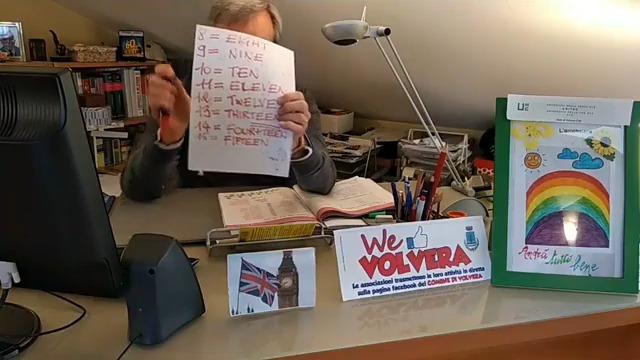 8 = EIGHT
9 = NINE
10 = TEN
11 = ELEVEN
12 = TWELVE
13 = THIRTEEN
14 = FOURTEEN
15 = FIFTEEN
We
VOLVERA
Le associazioni trasmettono le loro attività in diretta
sulla pagina facebook del COMUNE DI VOLVERA
Andrà tutto
bene